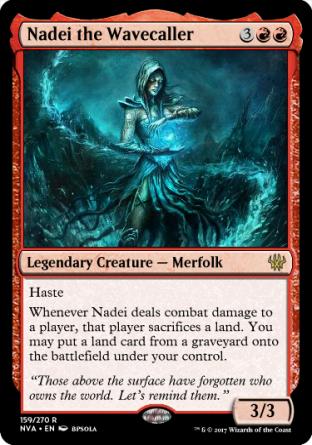 Nadei the Wavecaller 3
Legendary Creature — Merfolk
Haste
Whenever Nadei deals combat damage to
a player, that player sacrifices a land. You
may put a land card from a graveyard onto
the battlefield under your control.
“Those above the surface have forgotten who
owns the world. Let's remind them.”
3/3
159/270 R
NVA • EN BPSOLA
™ & © 2017 Wizards of the Coast